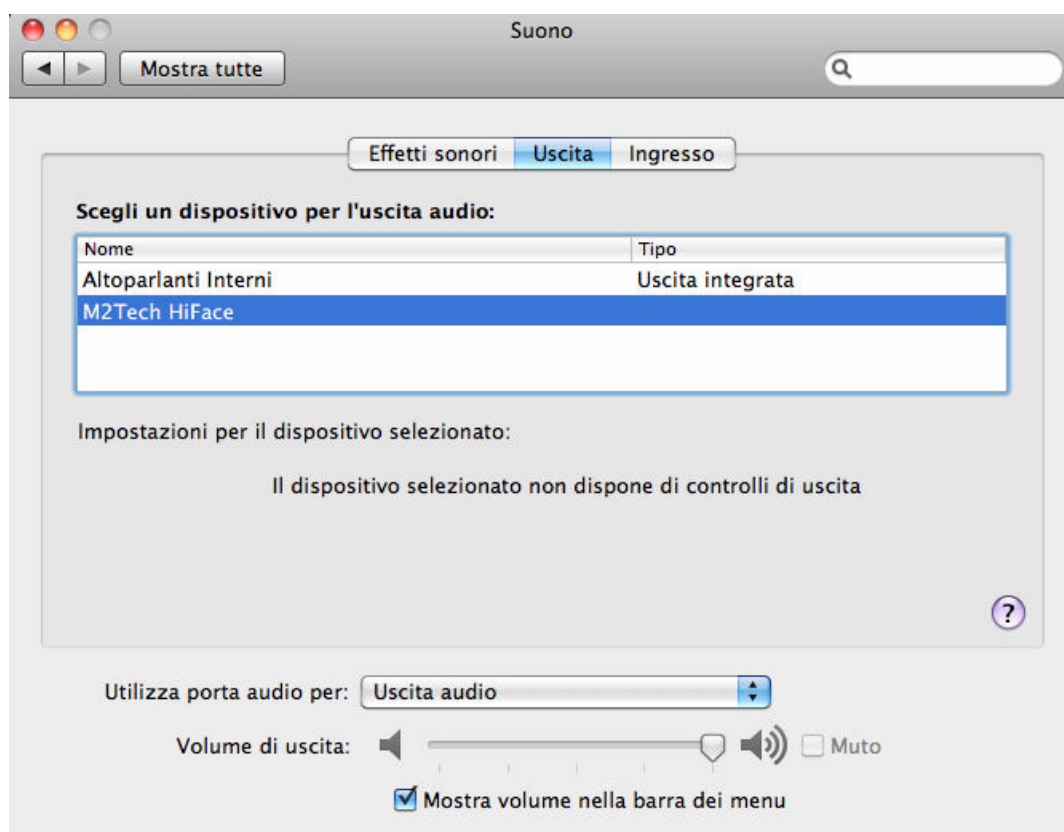 Suono
Mostra tutte
Effetti sonori Uscita Ingresso
Scegli un dispositivo per l'uscita audio:
Nome Tipo
Altoparlanti Interni Uscita integrata
M2Tech HiFace
Impostazioni per il dispositivo selezionato:
Il dispositivo selezionato non dispone di controlli di uscita
?
Utilizza porta audio per: Uscita audio
Volume di uscita: Muto
Mostra volume nella barra dei menu